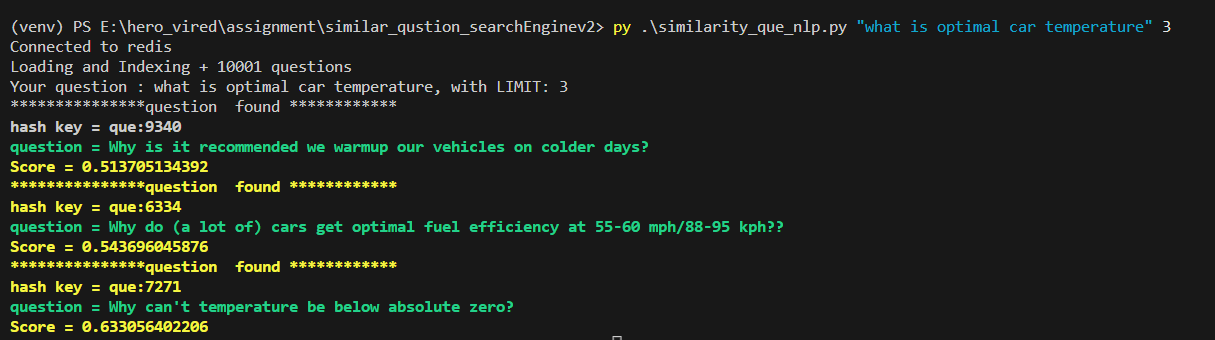 (venv) PS E:\hero_vired\assignment\similar_qustion_searchEnginev2> py .\similarity_que_nlp.py "what is optimal car temperature" 3
Connected to redis
Loading and Indexing + 10001 questions
Your question : what is optimal car temperature, with LIMIT: 3
***************question  found ************
hash key = que:9340
question = Why is it recommended we warmup our vehicles on colder days?
Score = 0.513705134392
***************question  found ************
hash key = que:6334
question = Why do (a lot of) cars get optimal fuel efficiency at 55-60 mph/88-95 kph??
Score = 0.543696045876
***************question  found ************
hash key = que:7271
question = Why can't temperature be below absolute zero?
Score = 0.633056402206